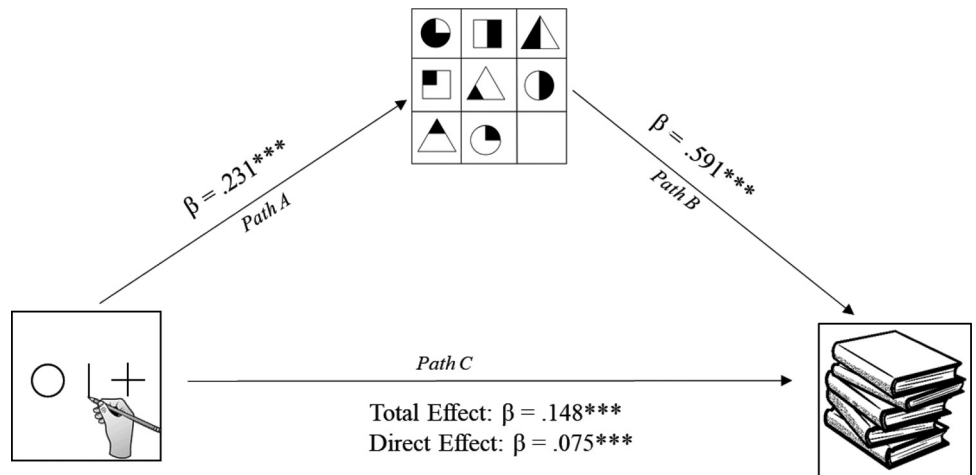 β = .231***
Path A
β = .591***
Path B
Path C
Total Effect: β = .148***
Direct Effect: β = .075***